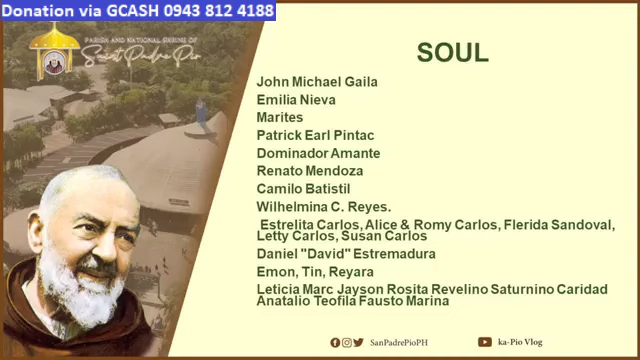 Donation via GCASH 0943 812 4188
PARISH AND NATIONAL SHRINE OF
Saint Padre Pio
SOUL
John Michael Gaila
Emilia Nieva
Marites
Patrick Earl Pintac
Dominador Amante
Renato Mendoza
Camilo Batistil
Wilhelmina C. Reyes.
Estrelita Carlos, Alice & Romy Carlos, Flerida Sandoval,
Letty Carlos, Susan Carlos
Daniel "David" Estremadura
Emon, Tin, Reyara
Leticia Marc Jayson Rosita Revelino Saturnino Caridad
Anatalio Teofila Fausto Marina
SanPadrePioPH
ka-Pio Vlog